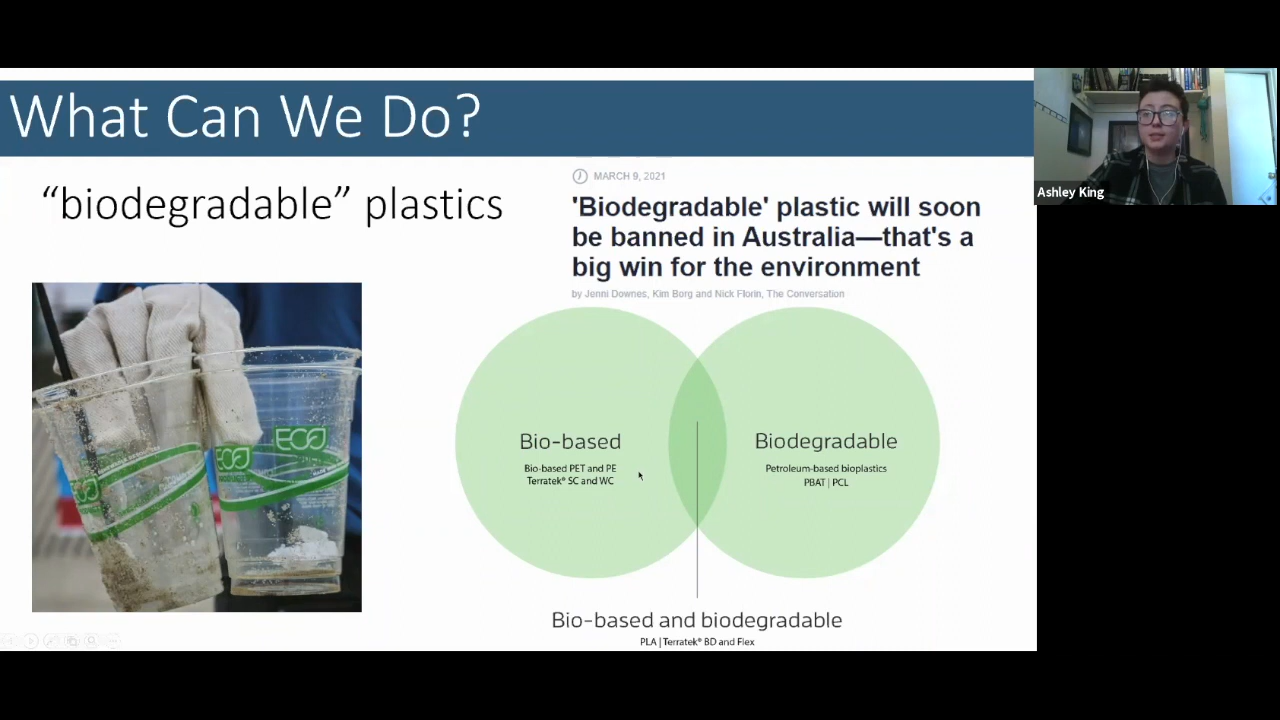 What Can We Do?
“biodegradable” plastics
MARCH 9, 2021
'Biodegradable' plastic will soon
be banned in Australia—that's a
big win for the environment
by Jenni Downes, Kim Borg and Nick Florin, The Conversation
Bio-based
Bio-based PET and PE
Terratek® SC and WC
Biodegradable
Petroleum-based bioplastics
PBAT | PCL
Bio-based and biodegradable
PLA | Terratek® BD and Flex
ECO
ECO
Ashley King